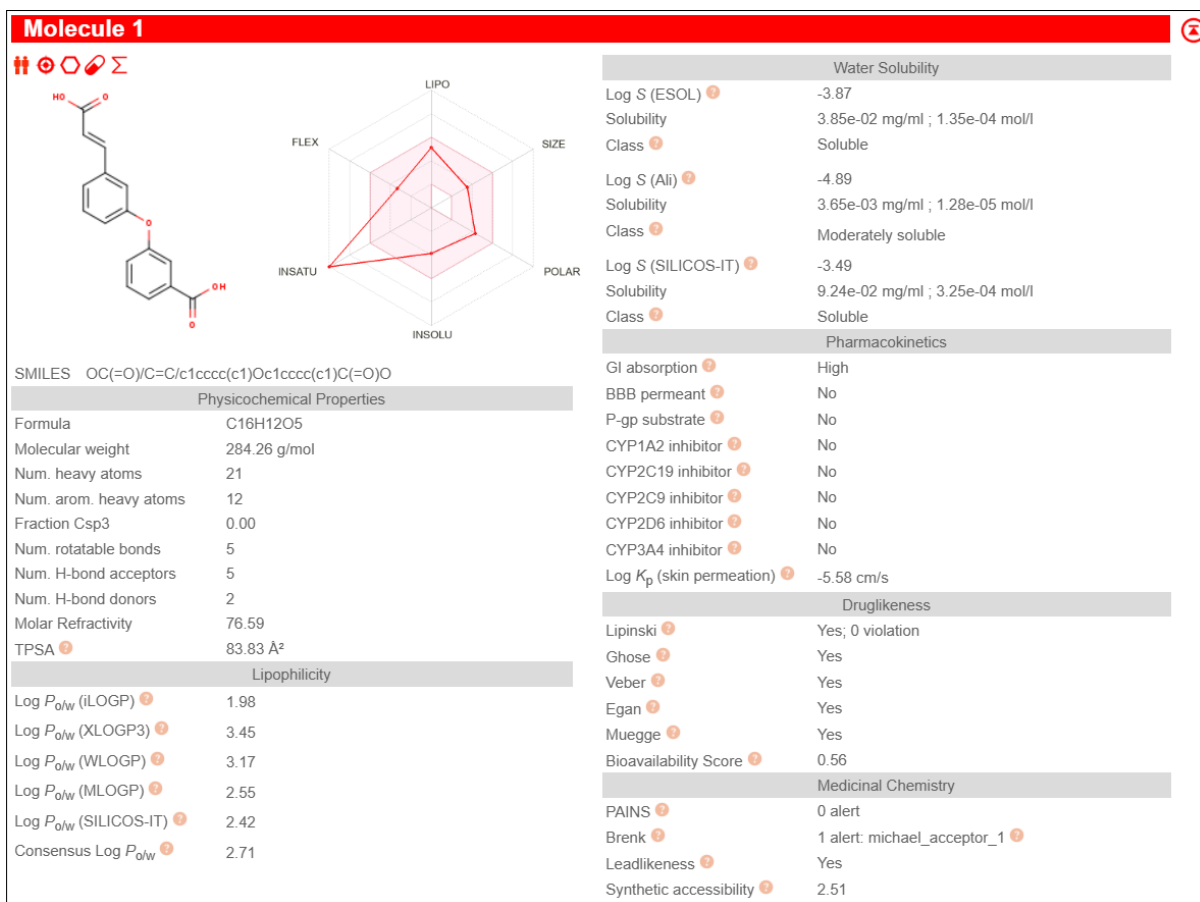 Molecule 1
HO
O
O
OH
O
LIPO
SIZE
POLAR
INSOLU
INSATU
FLEX
SMILES OC(=O)/C=C/c1cccc(c1)Oc1cccc(c1)C(=O)O
Physicochemical Properties
Formula C16H12O5
Molecular weight 284.26 g/mol
Num. heavy atoms 21
Num. arom. heavy atoms 12
Fraction Csp3 0.00
Num. rotatable bonds 5
Num. H-bond acceptors 5
Num. H-bond donors 2
Molar Refractivity 76.59
TPSA ? 83.83 Å²
Lipophilicity
Log Po/w (iLOGP) ? 1.98
Log Po/w (XLOGP3) ? 3.45
Log Po/w (WLOGP) ? 3.17
Log Po/w (MLOGP) ? 2.55
Log Po/w (SILICOS-IT) ? 2.42
Consensus Log Po/w ? 2.71
Water Solubility
Log S (ESOL) ? -3.87
Solubility 3.85e-02 mg/ml ; 1.35e-04 mol/l
Class ? Soluble
Log S (Ali) ? -4.89
Solubility 3.65e-03 mg/ml ; 1.28e-05 mol/l
Class ? Moderately soluble
Log S (SILICOS-IT) ? -3.49
Solubility 9.24e-02 mg/ml ; 3.25e-04 mol/l
Class ? Soluble
Pharmacokinetics
GI absorption ? High
BBB permeant ? No
P-gp substrate ? No
CYP1A2 inhibitor ? No
CYP2C19 inhibitor ? No
CYP2C9 inhibitor ? No
CYP2D6 inhibitor ? No
CYP3A4 inhibitor ? No
Log Kp (skin permeation) ? -5.58 cm/s
Druglikeness
Lipinski ? Yes; 0 violation
Ghose ? Yes
Veber ? Yes
Egan ? Yes
Muegge ? Yes
Bioavailability Score ? 0.56
Medicinal Chemistry
PAINS ? 0 alert
Brenk ? 1 alert: michael_acceptor_1 ?
Leadlikeness ? Yes
Synthetic accessibility ? 2.51